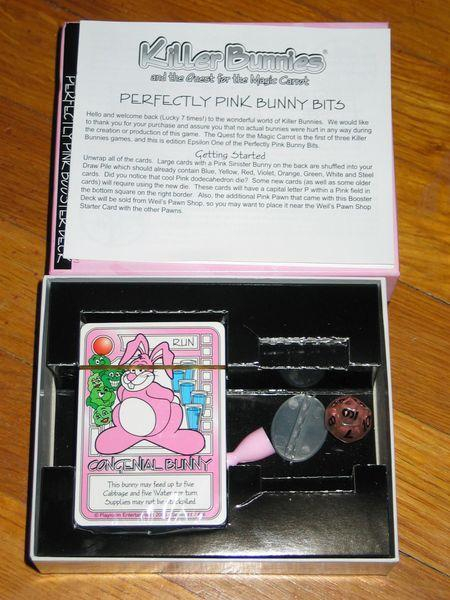 Killer Bunnies®
and the Quest for the Magic Carrot
PERFECTLY PINK BUNNY BITS
Hello and welcome back (Lucky 7 times!) to the wonderful world of Killer Bunnies. We would like
to thank you for your purchase and assure you that no actual bunnies were hurt in any way during
the creation or production of this game. The Quest for the Magic Carrot is the first of three Killer
Bunnies games, and this is edition Epsilon One of the Perfectly Pink Bunny Bits.
Getting Started
Unwrap all of the cards. Large cards with a Pink Sinister Bunny on the back are shuffled into your
Draw Pile which should already contain Blue, Yellow, Red, Violet, Orange, Green, White and Steel
cards. Did you notice that cool Pink dodecahedron die? Some new cards (as well as some older
cards) will require using the new die. These cards will have a capital letter P within a Pink field in
the bottom square on the right border. Also, the additional Pink Pawn that came with this Booster
Deck will be sold from Weil's Pawn Shop, so you may want to place it near the Weil's Pawn Shop
Starter Card with the other Pawns.
PERFECTLY PINK BOOSTER DECK
RUN
CONGENIAL BUNNY
This bunny may feed up to five
Cabbage and five Water per turn.
Supplies may not be stockpiled.
© Playroom Entertainment
7